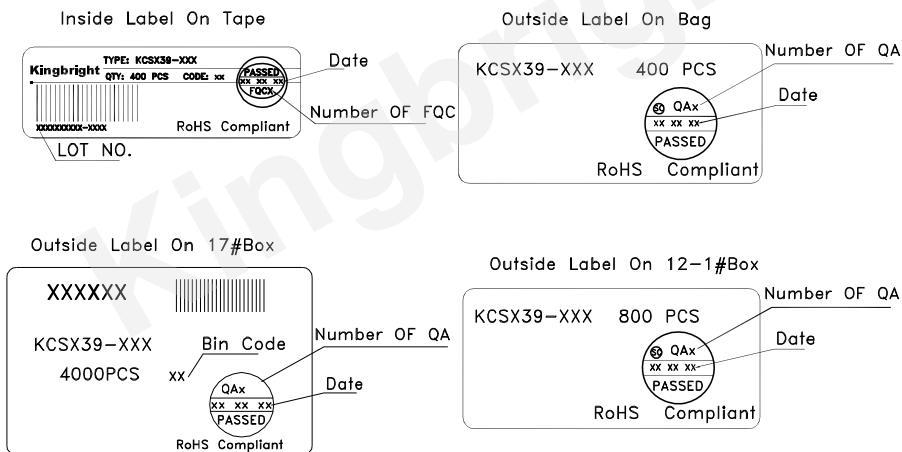 Inside Label On Tape
TYPE: KCSX39-XXX
Kingbright QTY: 400 PCS CODE: xx
PASSED
xx xx xx
FQCX
Date
Number OF FQC
XXXXXXXXXX-XXXX
RoHS Compliant
LOT NO.
Outside Label On Bag
KCSX39-XXX 400 PCS
Number OF QA
QAx
Date
xx xx xx
PASSED
RoHS Compliant
Outside Label On 17#Box
XXXXXX
KCSX39-XXX
Bin Code
4000PCS
xx
Number OF QA
QAx
Date
xx xx xx
PASSED
RoHS Compliant
Outside Label On 12-1#Box
KCSX39-XXX 800 PCS
Number OF QA
QAx
Date
xx xx xx
PASSED
RoHS Compliant
Kingbright